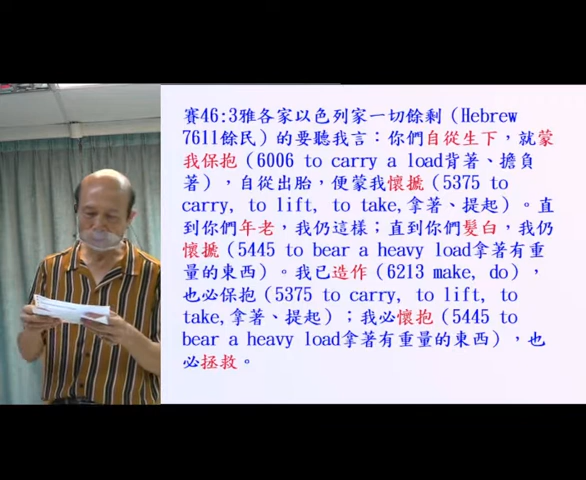 賽46:3雅各家以色列家一切餘剩（Hebrew
7611餘民）的要聽我言：你們自從生下，就蒙
我保抱（6006 to carry a load背著、擔負
著），自從出胎，便蒙我懷搋（5375 to
carry, to lift, to take,拿著、提起）。直
到你們年老，我仍這樣；直到你們髮白，我仍
懷搋（5445 to bear a heavy load拿著有重
量的東西）。我已造作（6213 make, do），
也必保抱（5375 to carry, to lift, to
take,拿著、提起）；我必懷抱（5445 to
bear a heavy load拿著有重量的東西），也
必拯救。